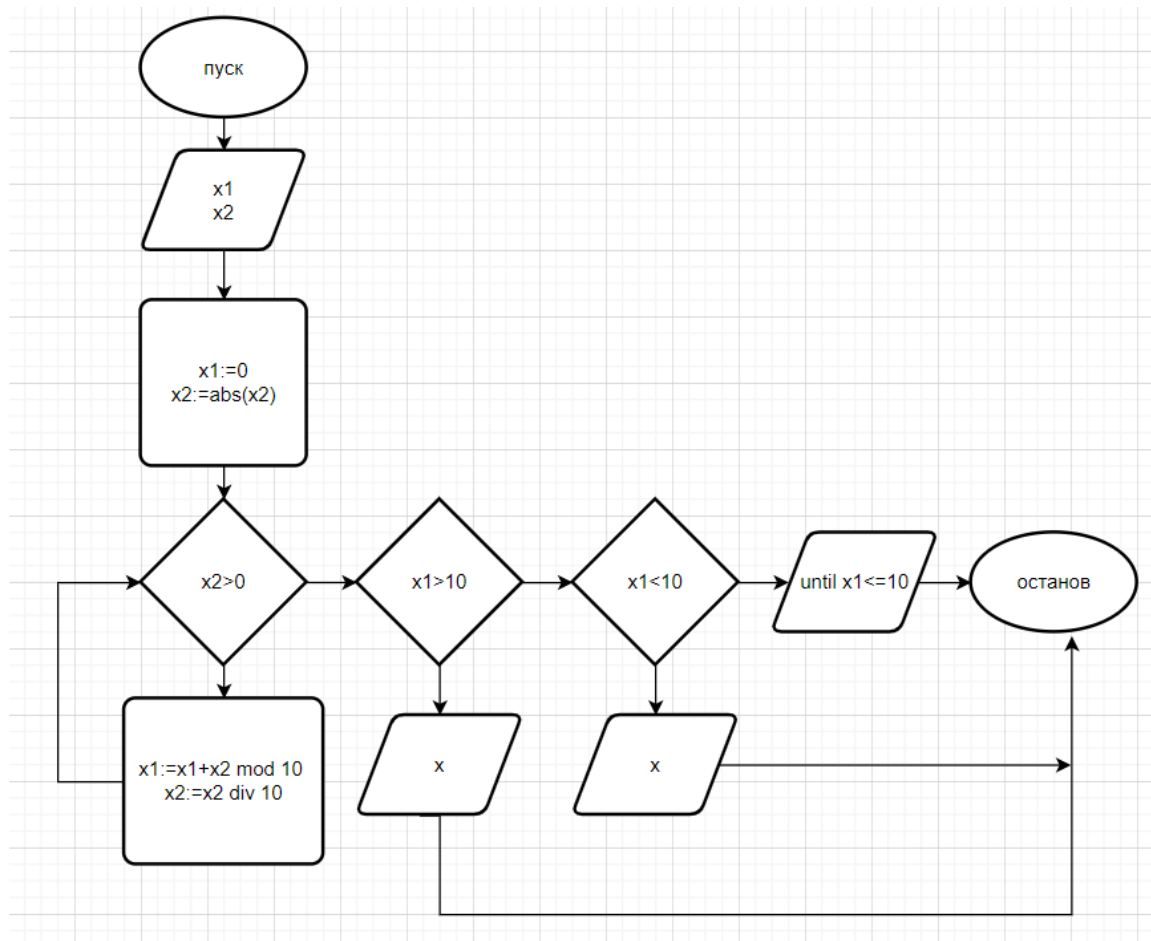 пуск
x1
x2
x1:=0
x2:=abs(x2)
x2>0
x1>10
x1<10
until x1<=10
останов
x1:=x1+x2 mod 10
x2:=x2 div 10
x
x